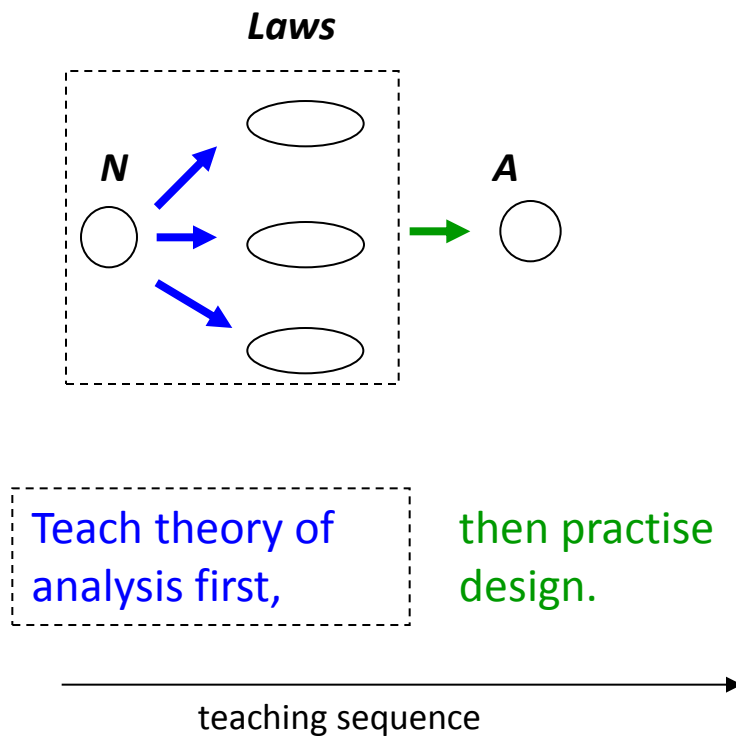 Laws
N
A
Teach theory of
analysis first,
then practise
design.
teaching sequence